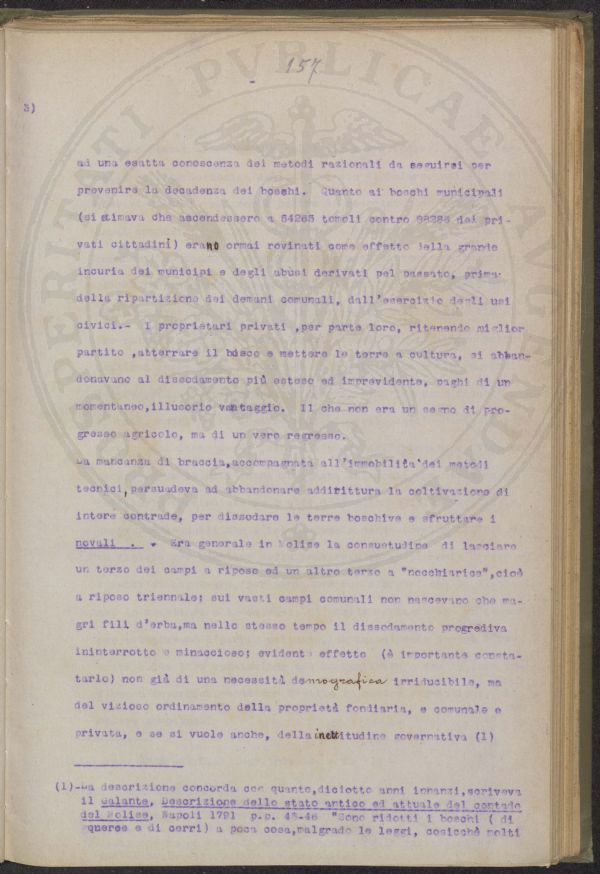 157
3)
ad una esatta conoscenza dei metodi razionali da seguirsi per
prevenire la decadenza dei boschi. Quanto ai boschi municipali
(si stimava che ascendessero a 54265 tomoli contro 98284 dei pri-
vati cittadini) erano ormai rovinati come effetto della grande
incuria dei municipi e degli abusi derivati pel passato, prima
della ripartizione dei demani comunali, dall'esercizio degli usi
civici.- I proprietari privati ,per parte loro, ritenendo miglior
partito ,atterrare il bosco e mettere le terre a cultura, si abban-
donavano al dissodamento più esteso ed imprevidente, paghi di un
momentaneo,illusorio vantaggio. Il che non era un segno di pro-
gresso agricolo, ma di un vero regresso.
La mancanza di braccia,accompagnata all'immobilità dei metodi
tecnici, persuadeva ad abbandonare addirittura la coltivazione di
intere contrade, per dissodare le terre boschive e sfruttare i
novali . Era generale in Molise la consuetudine di lasciare
un terzo dei campi a riposo ed un altro terzo a "nocchiarica",cioè
a riposo triennale; sui vasti campi comunali non nascevano che ma-
gri fili d'erba,ma nello stesso tempo il dissodamento progrediva
ininterrotto e minaccioso; evidente effetto (è importante consta-
tarlo) non già di una necessità demografica irriducibile, ma
del vizioso ordinamento della proprietà fondiaria, e comunale e
privata, e se si vuole anche, della inettitudine governativa (1)
(1)-La descrizione concorda con quanto,diciotto anni innanzi,scriveva
il Galante, Descrizione dello stato antico ed attuale del contado
del Molise, Napoli 1791 p.p. 45-46 "Sono ridotti i boschi ( di
querce e di cerri) a poca cosa,malgrado le leggi, cosicchè molti
PERITATI PVBLICAE AVGENDAE